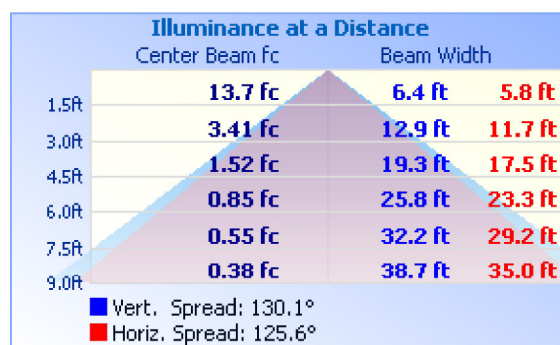 Illuminance at a Distance
Center Beam fc Beam Width
1.5ft 13.7 fc 6.4 ft 5.8 ft
3.0ft 3.41 fc 12.9 ft 11.7 ft
4.5ft 1.52 fc 19.3 ft 17.5 ft
6.0ft 0.85 fc 25.8 ft 23.3 ft
7.5ft 0.55 fc 32.2 ft 29.2 ft
9.0ft 0.38 fc 38.7 ft 35.0 ft
Vert. Spread: 130.1°
Horiz. Spread: 125.6°